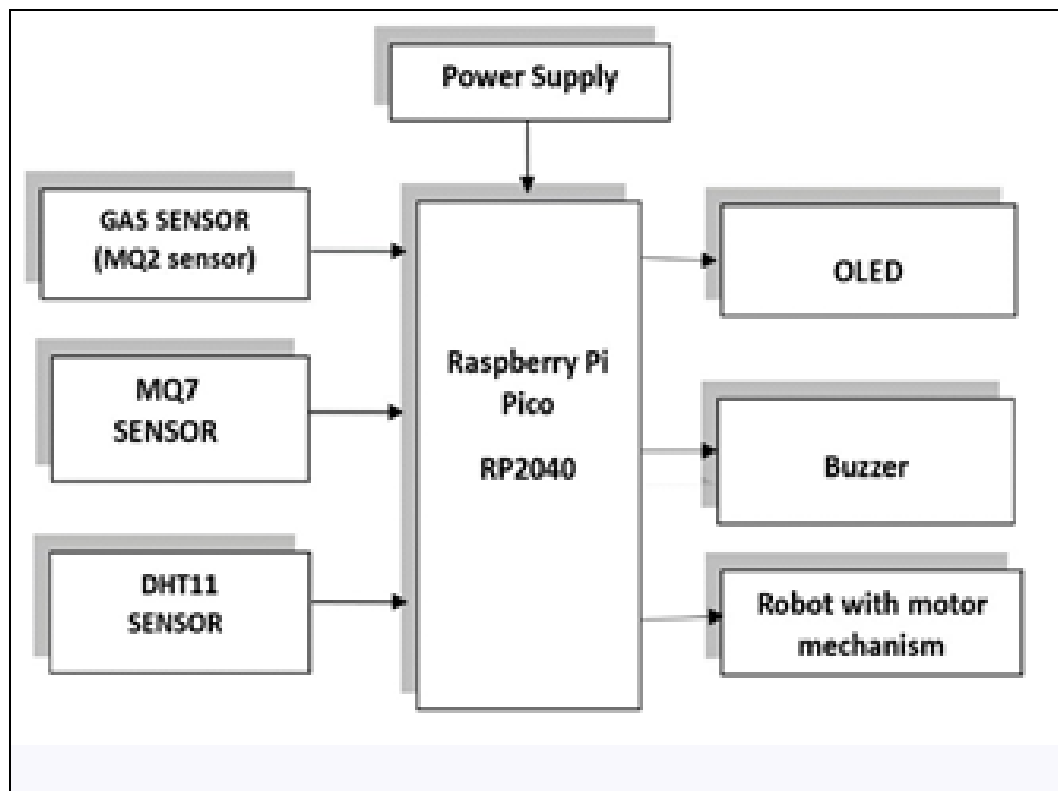 Power Supply
GAS SENSOR
(MQ2 sensor)
MQ7
SENSOR
DHT11
SENSOR
Raspberry Pi
Pico
RP2040
OLED
Buzzer
Robot with motor
mechanism